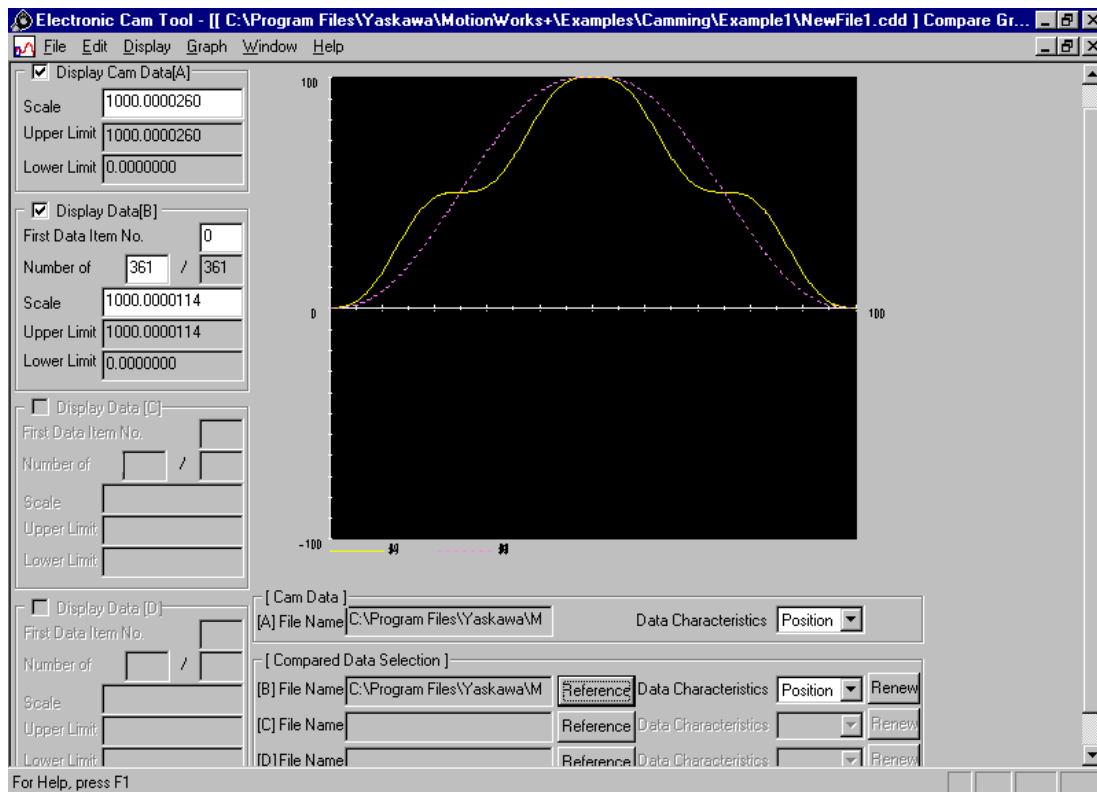 Electronic Cam Tool - [[ C:\Program Files\Yaskawa\MotionWorks+\Examples\Camming\Example1\NewFile1.cdd ] Compare Gr...
File Edit Display Graph Window Help
Display Cam Data[A]
Scale 1000.0000260
Upper Limit 1000.0000260
Lower Limit 0.0000000
Display Data[B]
First Data Item No. 0
Number of 361 / 361
Scale 1000.0000114
Upper Limit 1000.0000114
Lower Limit 0.0000000
Display Data [C]
First Data Item No.
Number of /
Scale
Upper Limit
Lower Limit
Display Data [D]
First Data Item No.
Number of /
Scale
Upper Limit
Lower Limit
100
0
100
-100
[ Cam Data ]
[A] File Name C:\Program Files\Yaskawa\M Data Characteristics Position
[ Compared Data Selection ]
[B] File Name C:\Program Files\Yaskawa\M Reference Data Characteristics Position Renew
[C] File Name Reference Data Characteristics Renew
[D] File Name Reference Data Characteristics Renew
For Help, press F1